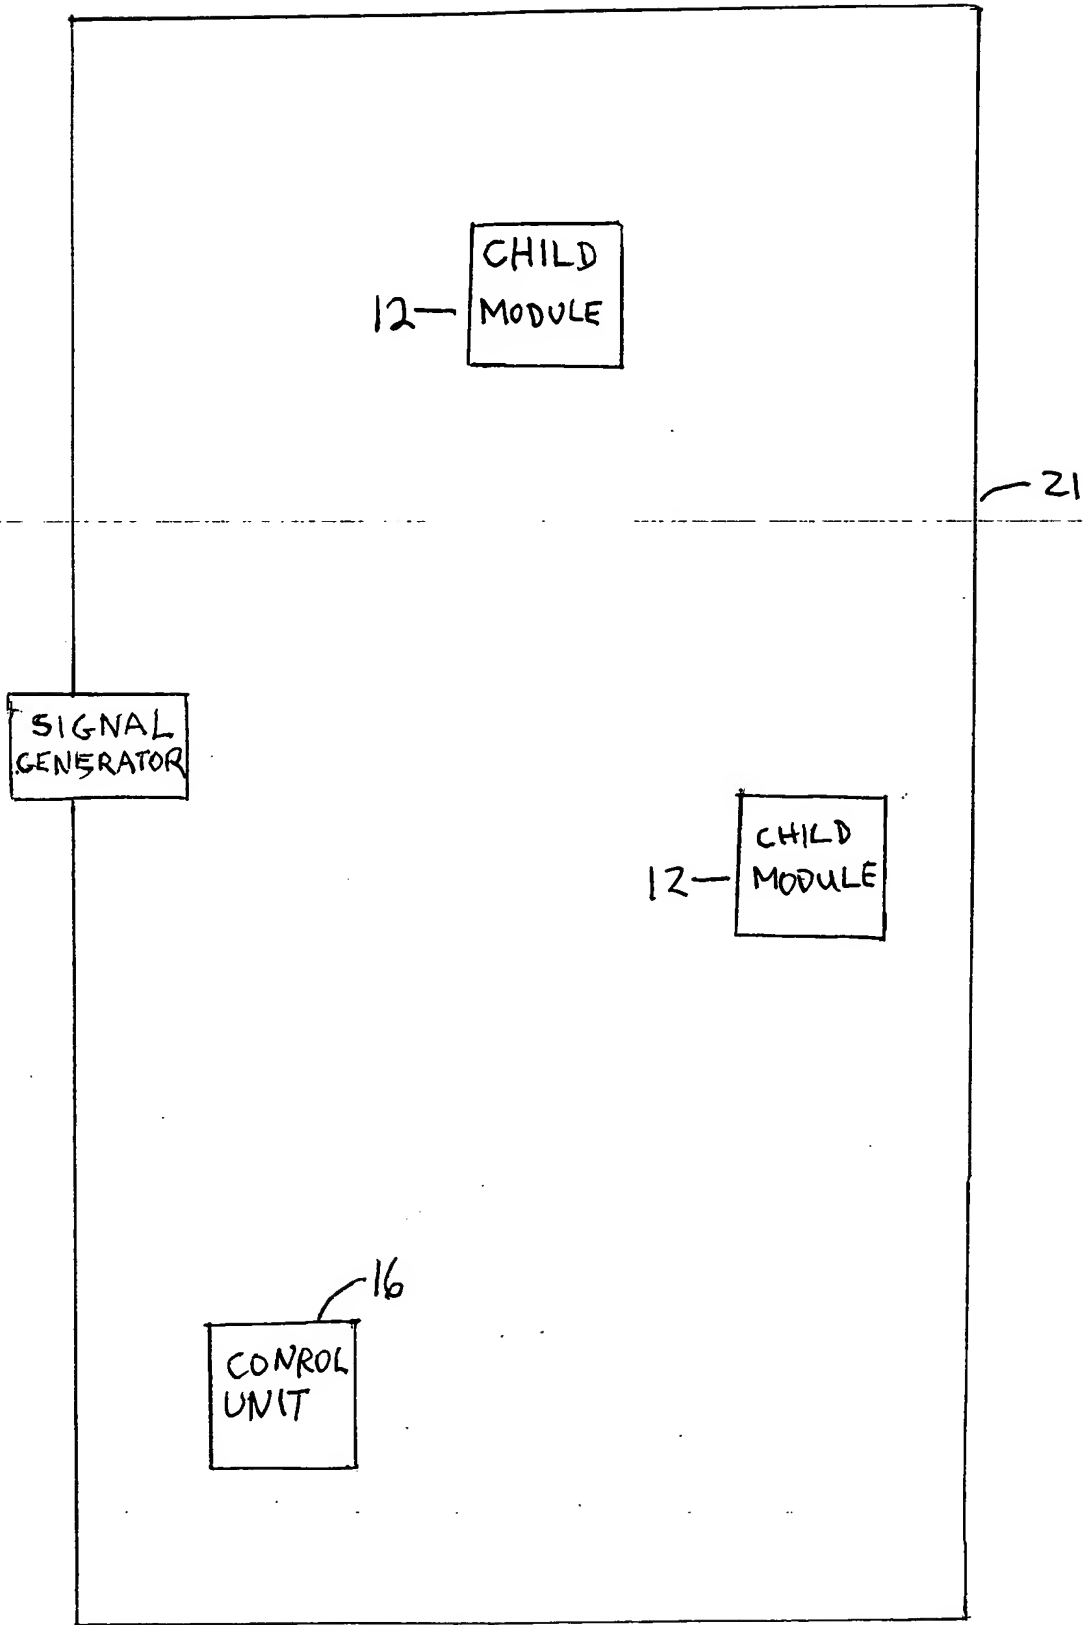 CHILD
MODULE
12
21
SIGNAL
GENERATOR
CHILD
MODULE
12
16
CONROL
UNIT